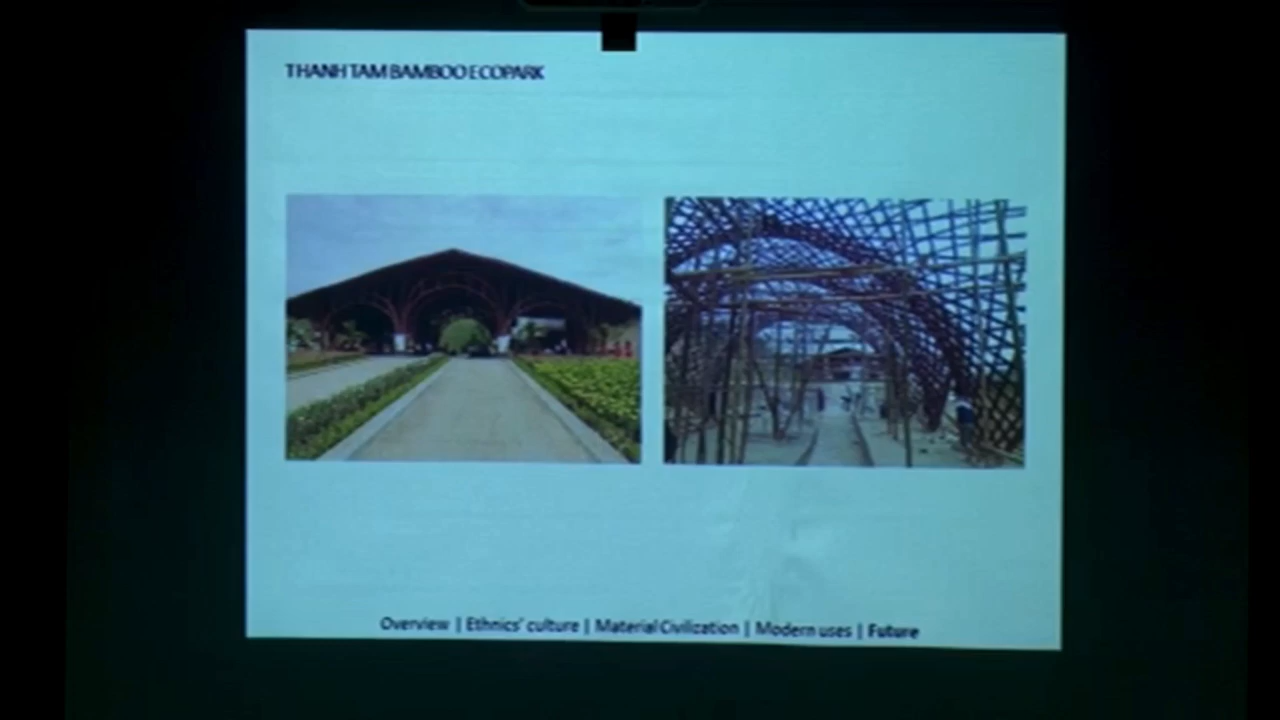 THANH TAM BAMBOO ECOPARK
Overview | Ethnics' culture | Material Civilization | Modern uses | Future